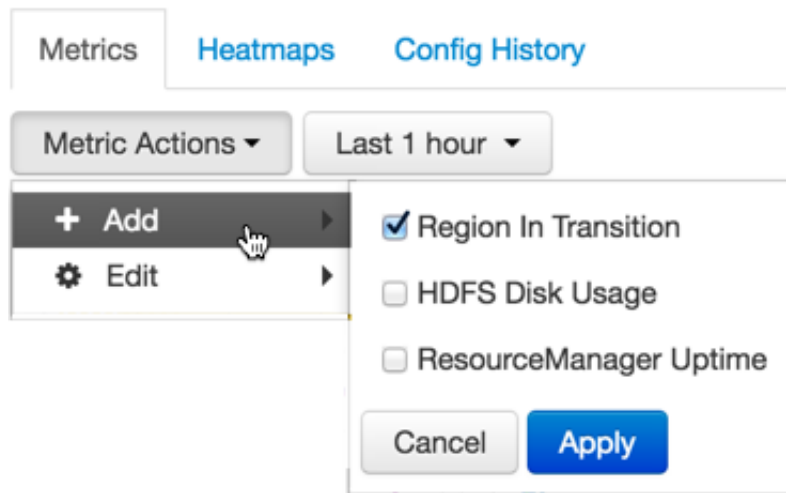 Metrics Heatmaps Config History
Metric Actions Last 1 hour
Add
Region In Transition
Edit
HDFS Disk Usage
ResourceManager Uptime
Cancel Apply